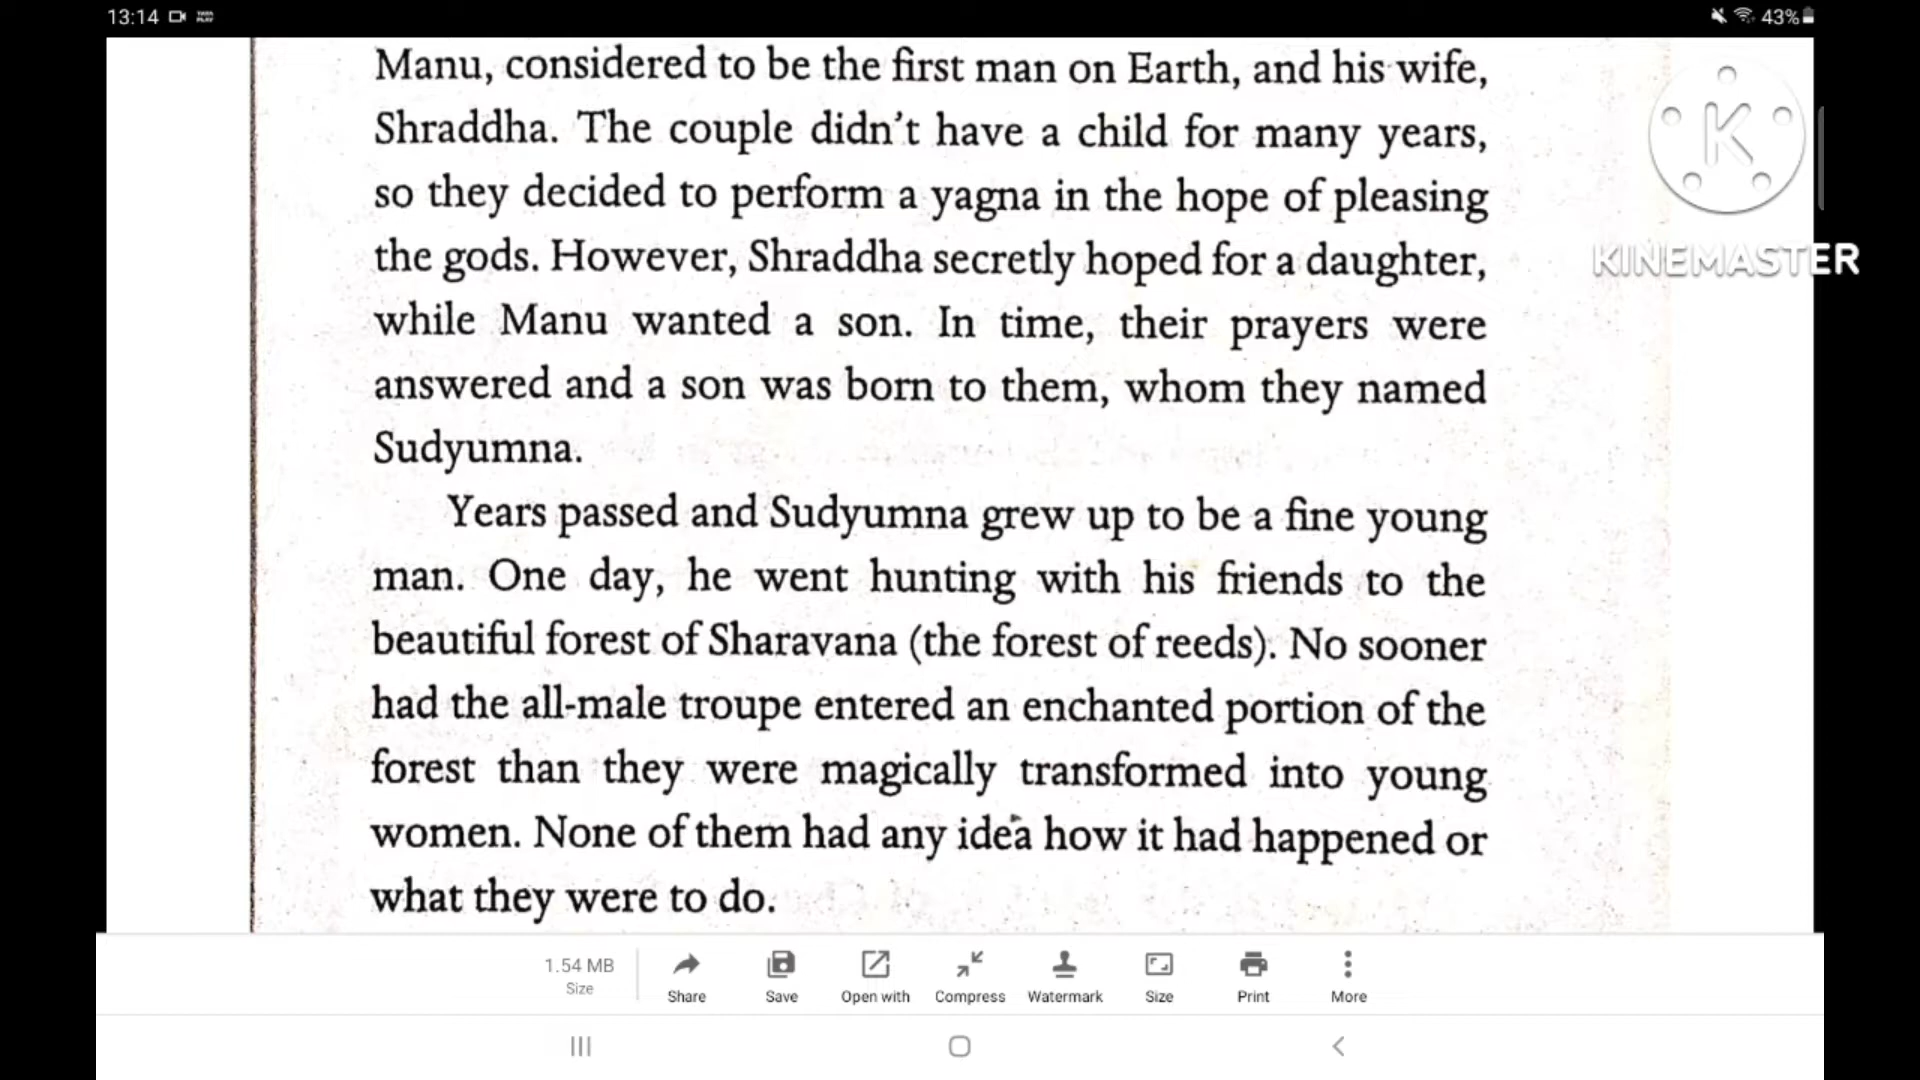 13:14
43%
Manu, considered to be the first man on Earth, and his wife,
Shraddha. The couple didn't have a child for many years,
so they decided to perform a yagna in the hope of pleasing
the gods. However, Shraddha secretly hoped for a daughter,
while Manu wanted a son. In time, their prayers were
answered and a son was born to them, whom they named
Sudyumna.
Years passed and Sudyumna grew up to be a fine young
man. One day, he went hunting with his friends to the
beautiful forest of Sharavana (the forest of reeds). No sooner
had the all-male troupe entered an enchanted portion of the
forest than they were magically transformed into young
women. None of them had any idea how it had happened or
what they were to do.
K
KINEMASTER
1.54 MB
Size
Share
Save
Open with
Compress
Watermark
Size
Print
More